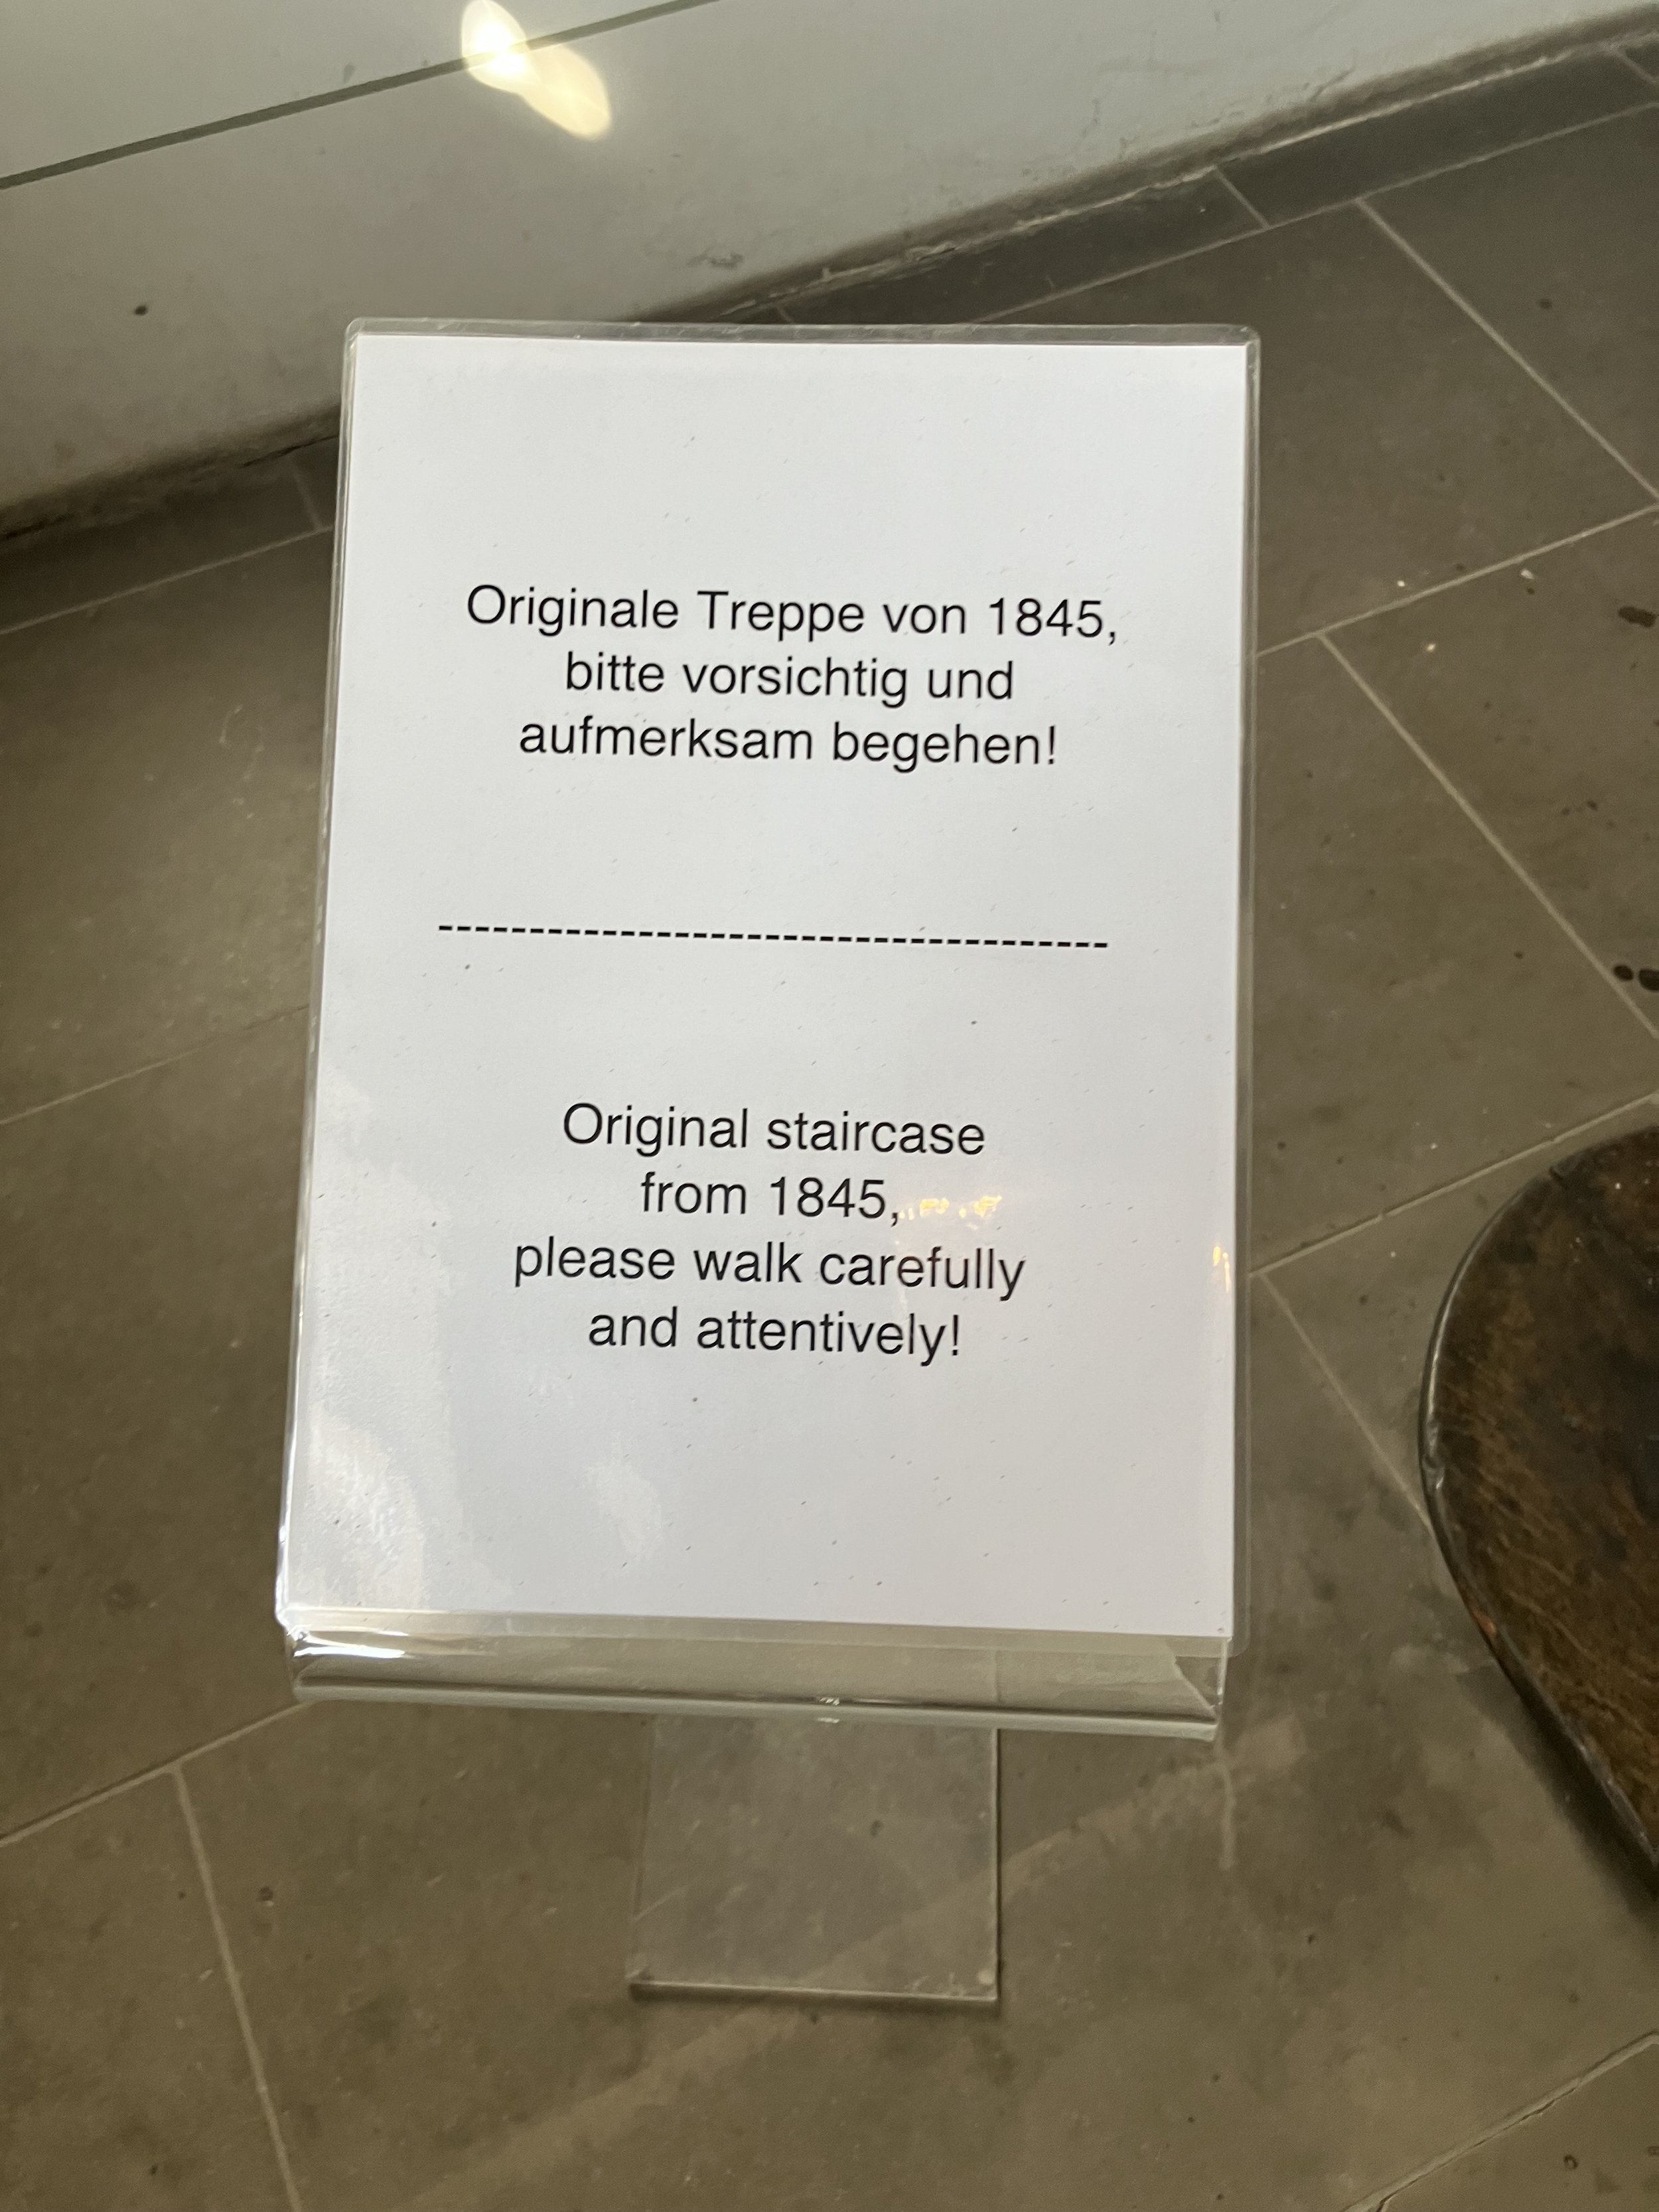 Originale Treppe von 1845,
bitte vorsichtig und
aufmerksam begehen!
-------------------------------------
Original staircase
from 1845,
please walk carefully
and attentively!